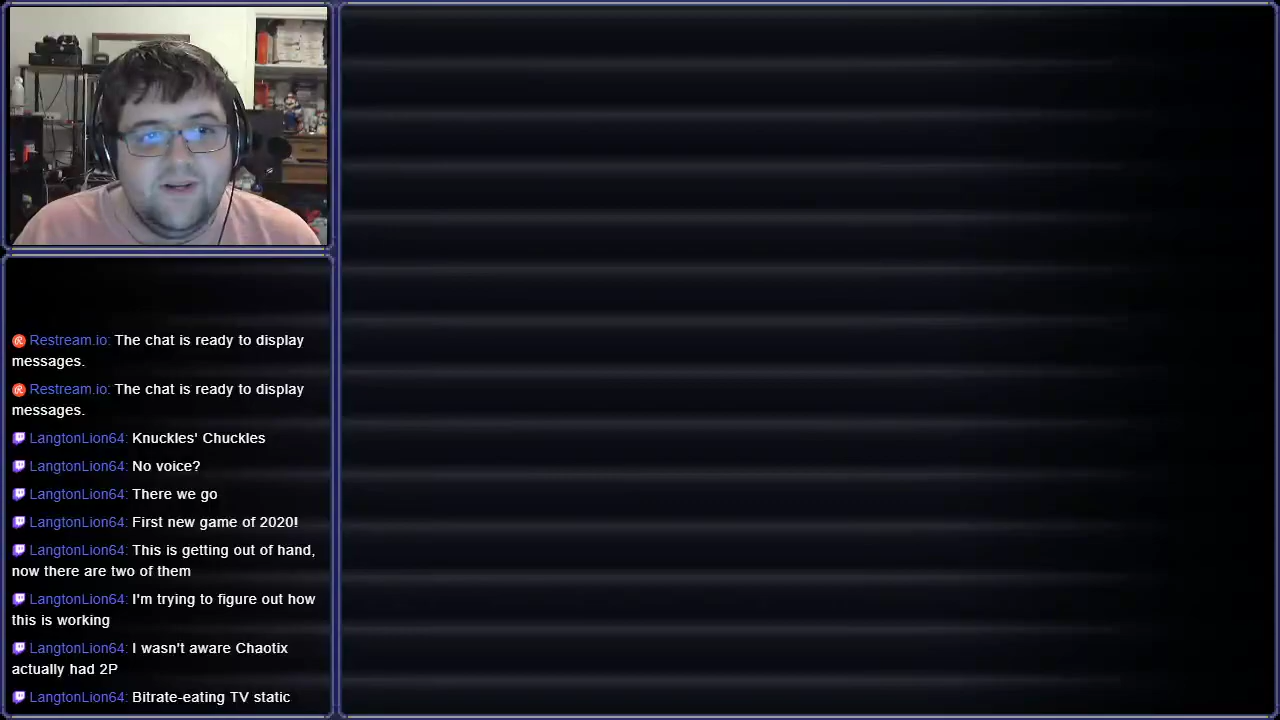 Restream.io: The chat is ready to display
messages.
Restream.io: The chat is ready to display
messages.
LangtonLion64: Knuckles' Chuckles
LangtonLion64: No voice?
LangtonLion64: There we go
LangtonLion64: First new game of 2020!
LangtonLion64: This is getting out of hand,
now there are two of them
LangtonLion64: I'm trying to figure out how
this is working
LangtonLion64: I wasn't aware Chaotix
actually had 2P
LangtonLion64: Bitrate-eating TV static